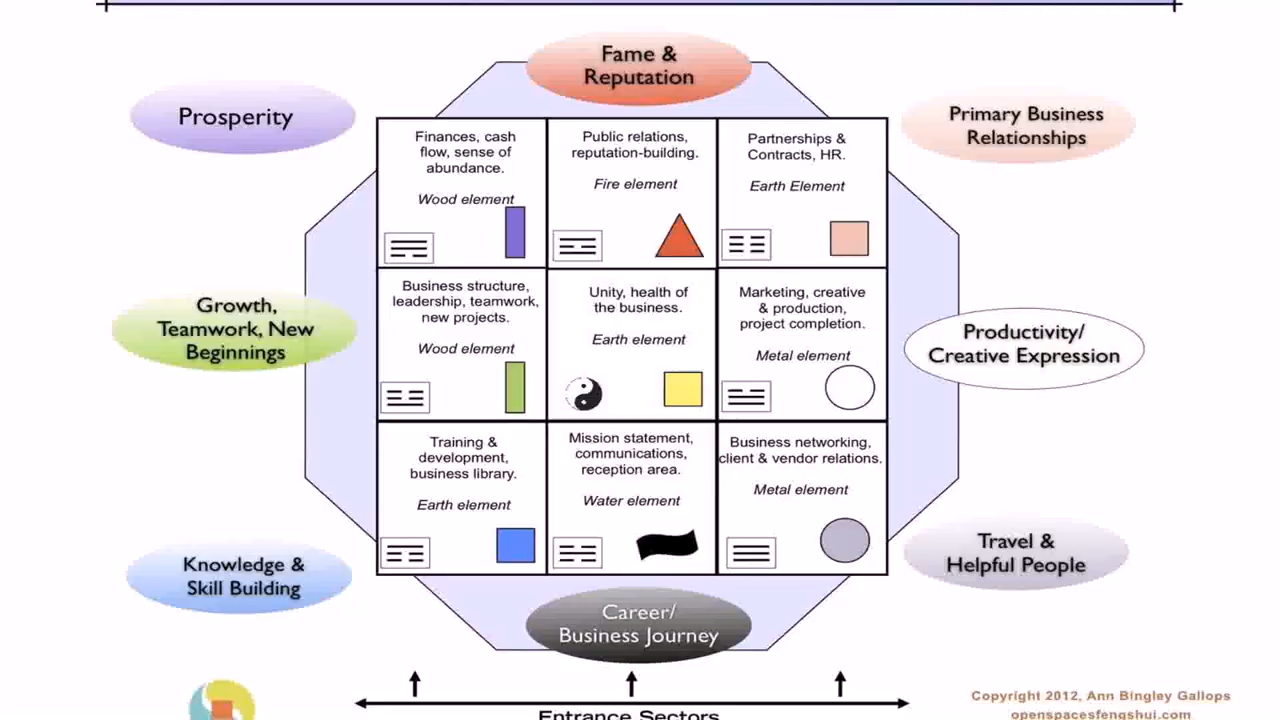 Fame &
Reputation
Prosperity
Primary Business
Relationships
Finances, cash
flow, sense of
abundance.
Wood element
Public relations,
reputation-building.
Fire element
Partnerships &
Contracts, HR.
Earth Element
Growth,
Teamwork, New
Beginnings
Business structure,
leadership, teamwork,
new projects.
Wood element
Unity, health of
the business.
Earth element
Marketing, creative
& production,
project completion.
Metal element
Productivity/
Creative Expression
Training &
development,
business library.
Earth element
Mission statement,
communications,
reception area.
Water element
Business networking,
client & vendor relations.
Metal element
Knowledge &
Skill Building
Travel &
Helpful People
Career/
Business Journey
Entrance Sectors
Copyright 2012, Ann Bingley Gallops
openspacesfengshui.com